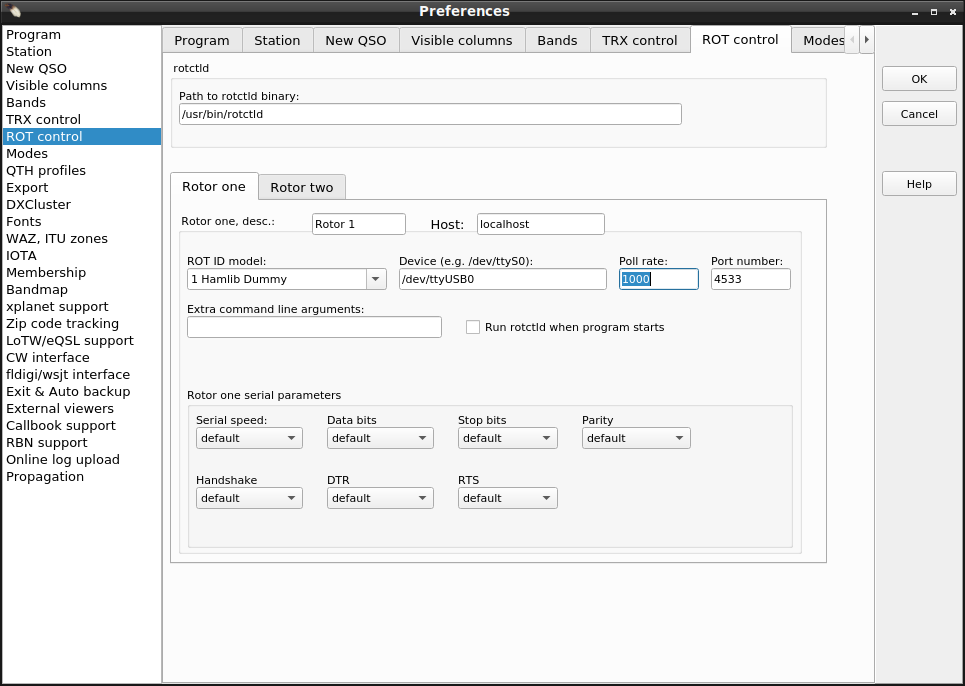 Preferences
Program
Station
New QSO
Visible columns
Bands
TRX control
ROT control
Modes
QTH profiles
Export
DXCluster
Fonts
WAZ, ITU zones
IOTA
Membership
Bandmap
xplanet support
Zip code tracking
LoTW/eQSL support
CW interface
fldigi/wsjt interface
Exit & Auto backup
External viewers
Callbook support
RBN support
Online log upload
Propagation
Program Station New QSO Visible columns Bands TRX control ROT control Modes
rotctld
Path to rotctld binary:
/usr/bin/rotctld
Rotor one Rotor two
Rotor one, desc.: Rotor 1 Host: localhost
ROT ID model: Device (e.g. /dev/ttyS0): Poll rate: Port number:
1 Hamlib Dummy /dev/ttyUSB0 1000 4533
Extra command line arguments:
Run rotctld when program starts
Rotor one serial parameters
Serial speed: Data bits Stop bits Parity
default default default default
Handshake DTR RTS
default default default
OK
Cancel
Help